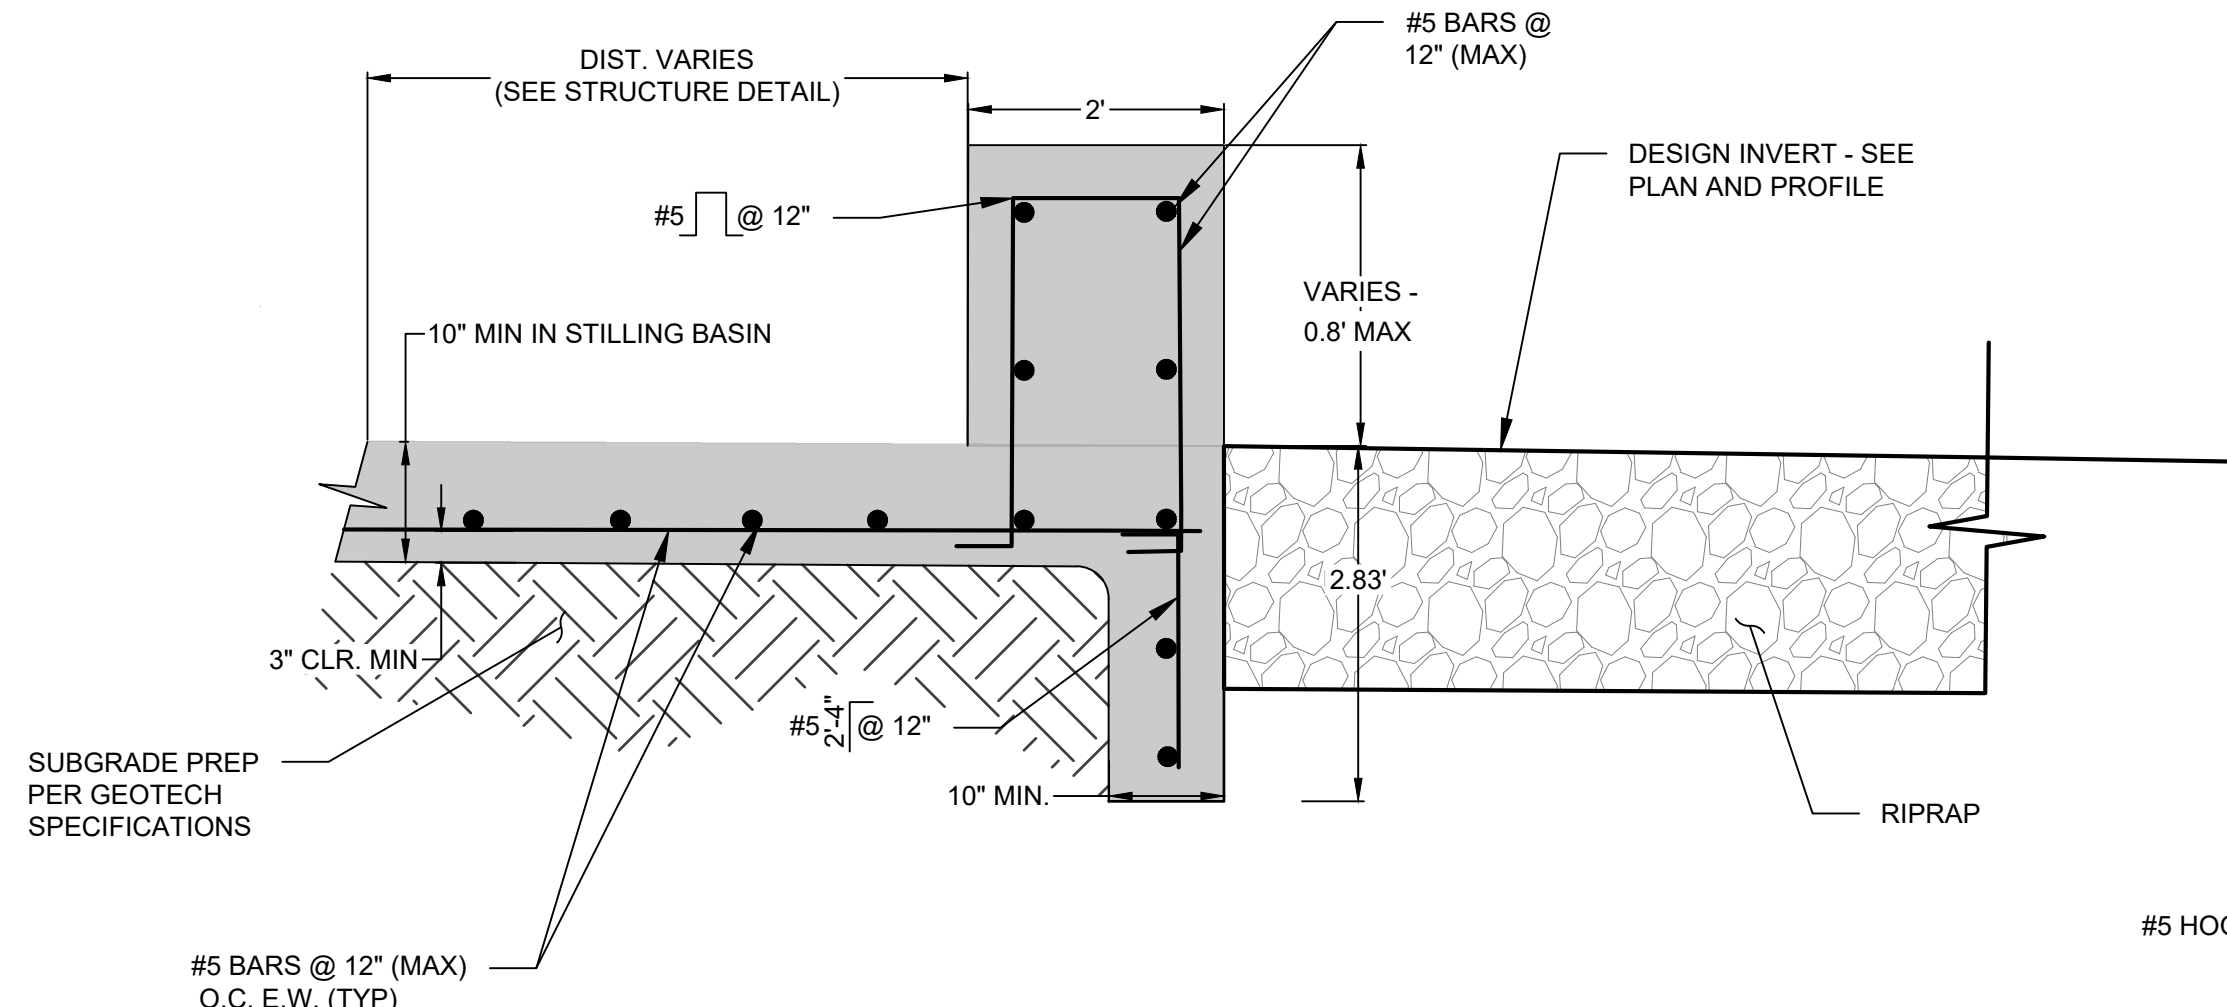 #5 BARS @
12" (MAX)
DIST. VARIES
(SEE STRUCTURE DETAIL)
2'
DESIGN INVERT - SEE
PLAN AND PROFILE
#5 @ 12"
VARIES -
0.8' MAX
10" MIN IN STILLING BASIN
2.83'
3" CLR. MIN
#5 2'-4" @ 12"
SUBGRADE PREP
PER GEOTECH
SPECIFICATIONS
10" MIN.
RIPRAP
#5 HOO
#5 BARS @ 12" (MAX)
O.C. E.W. (TYP)